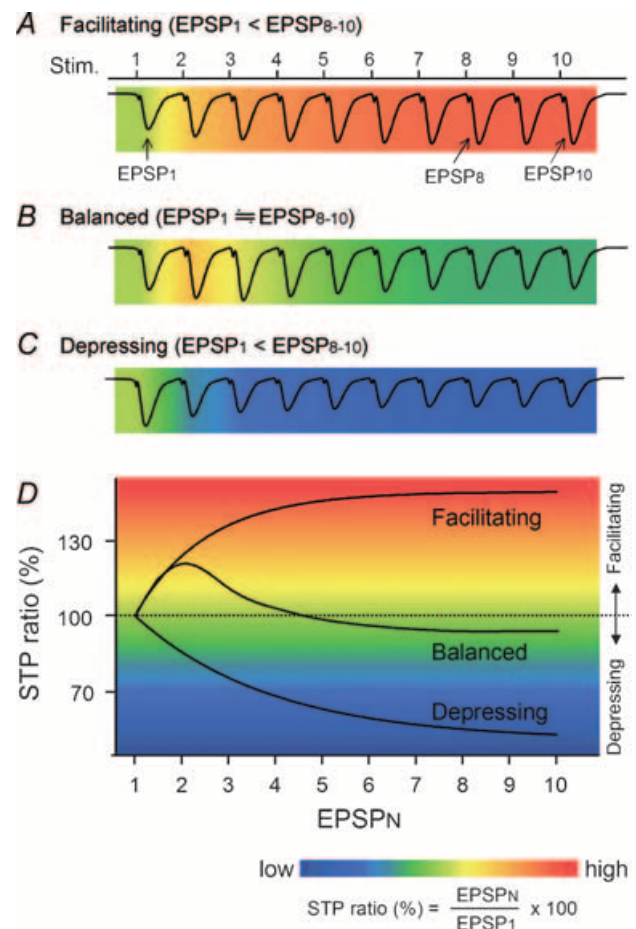 A Facilitating (EPSP1 < EPSP8-10)
Stim. 1 2 3 4 5 6 7 8 9 10
EPSP1 EPSP8 EPSP10
B Balanced (EPSP1 ≒ EPSP8-10)
C Depressing (EPSP1 < EPSP8-10)
D
STP ratio (%)
130
100
70
Facilitating
Balanced
Depressing
Facilitating
Depressing
1 2 3 4 5 6 7 8 9 10
EPSPN
low high
STP ratio (%) = EPSPN / EPSP1 x 100